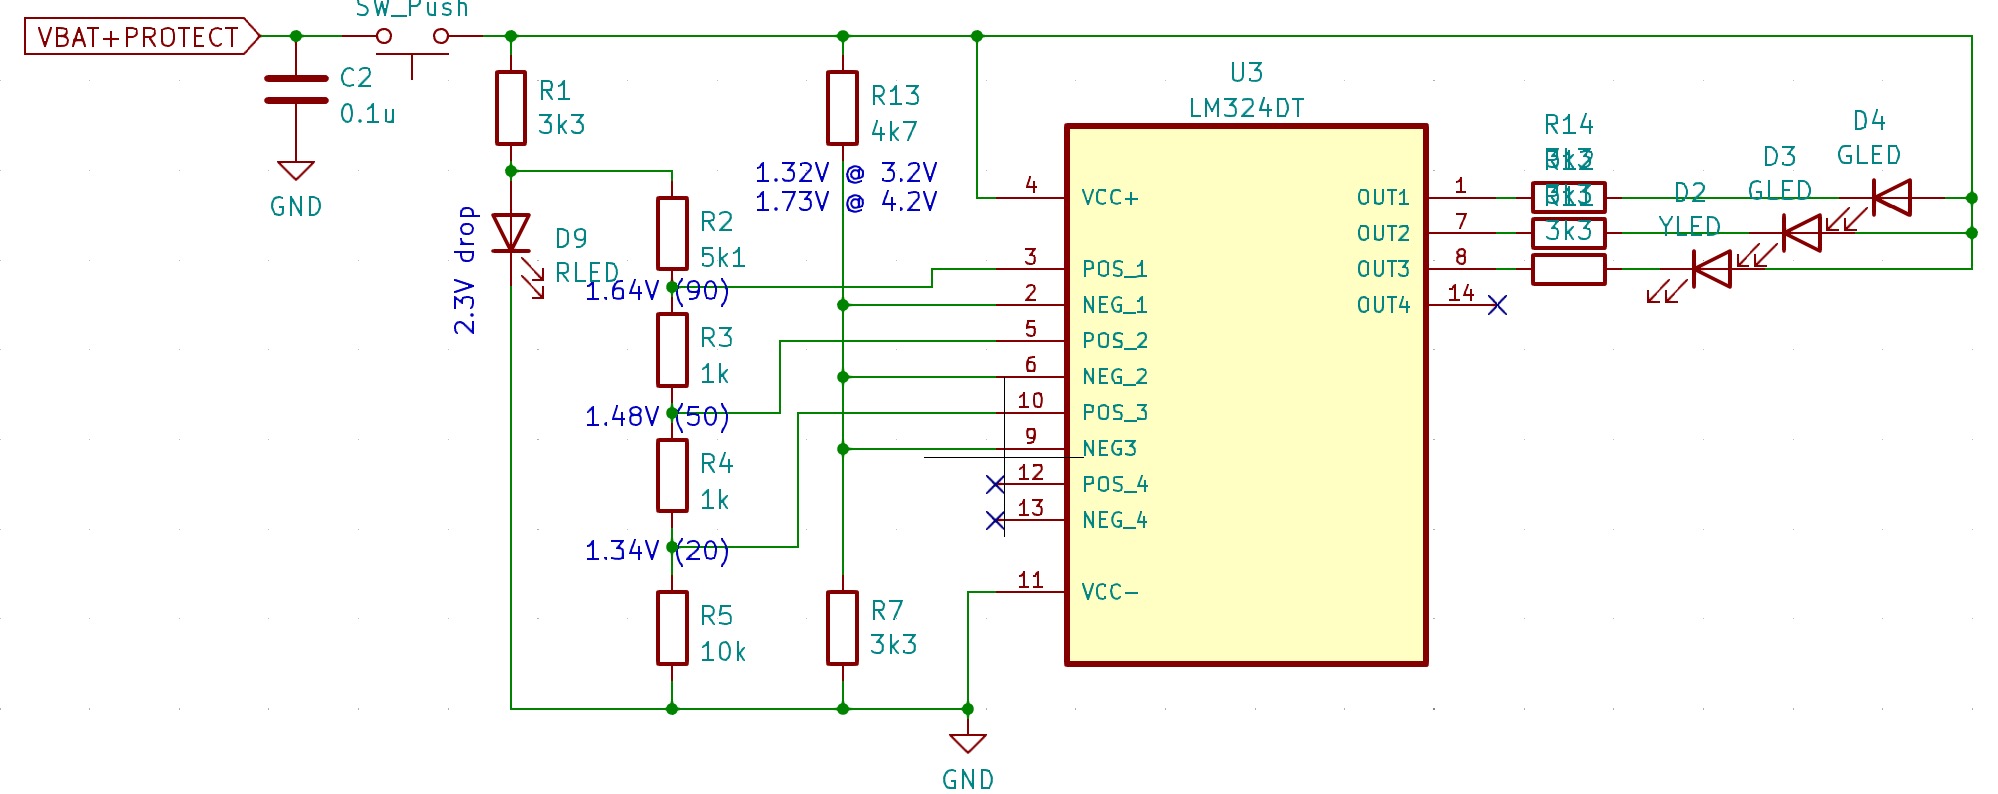 SW_Push
VBAT+PROTECT
C2
0.1u
GND
R1
3k3
R13
4k7
1.32V @ 3.2V
1.73V @ 4.2V
2.3V drop
D9
RLED
R2
5k1
1.64V (90)
R3
1k
1.48V (50)
R4
1k
1.34V (20)
R5
10k
R7
3k3
GND
U3
LM324DT
4
VCC+
3
POS_1
2
NEG_1
5
POS_2
6
NEG_2
10
POS_3
9
NEG3
12
POS_4
13
NEG_4
11
VCC-
OUT1
1
OUT2
7
OUT3
8
OUT4
14
R14
3k3
D2
YLED
D3
GLED
D4
GLED